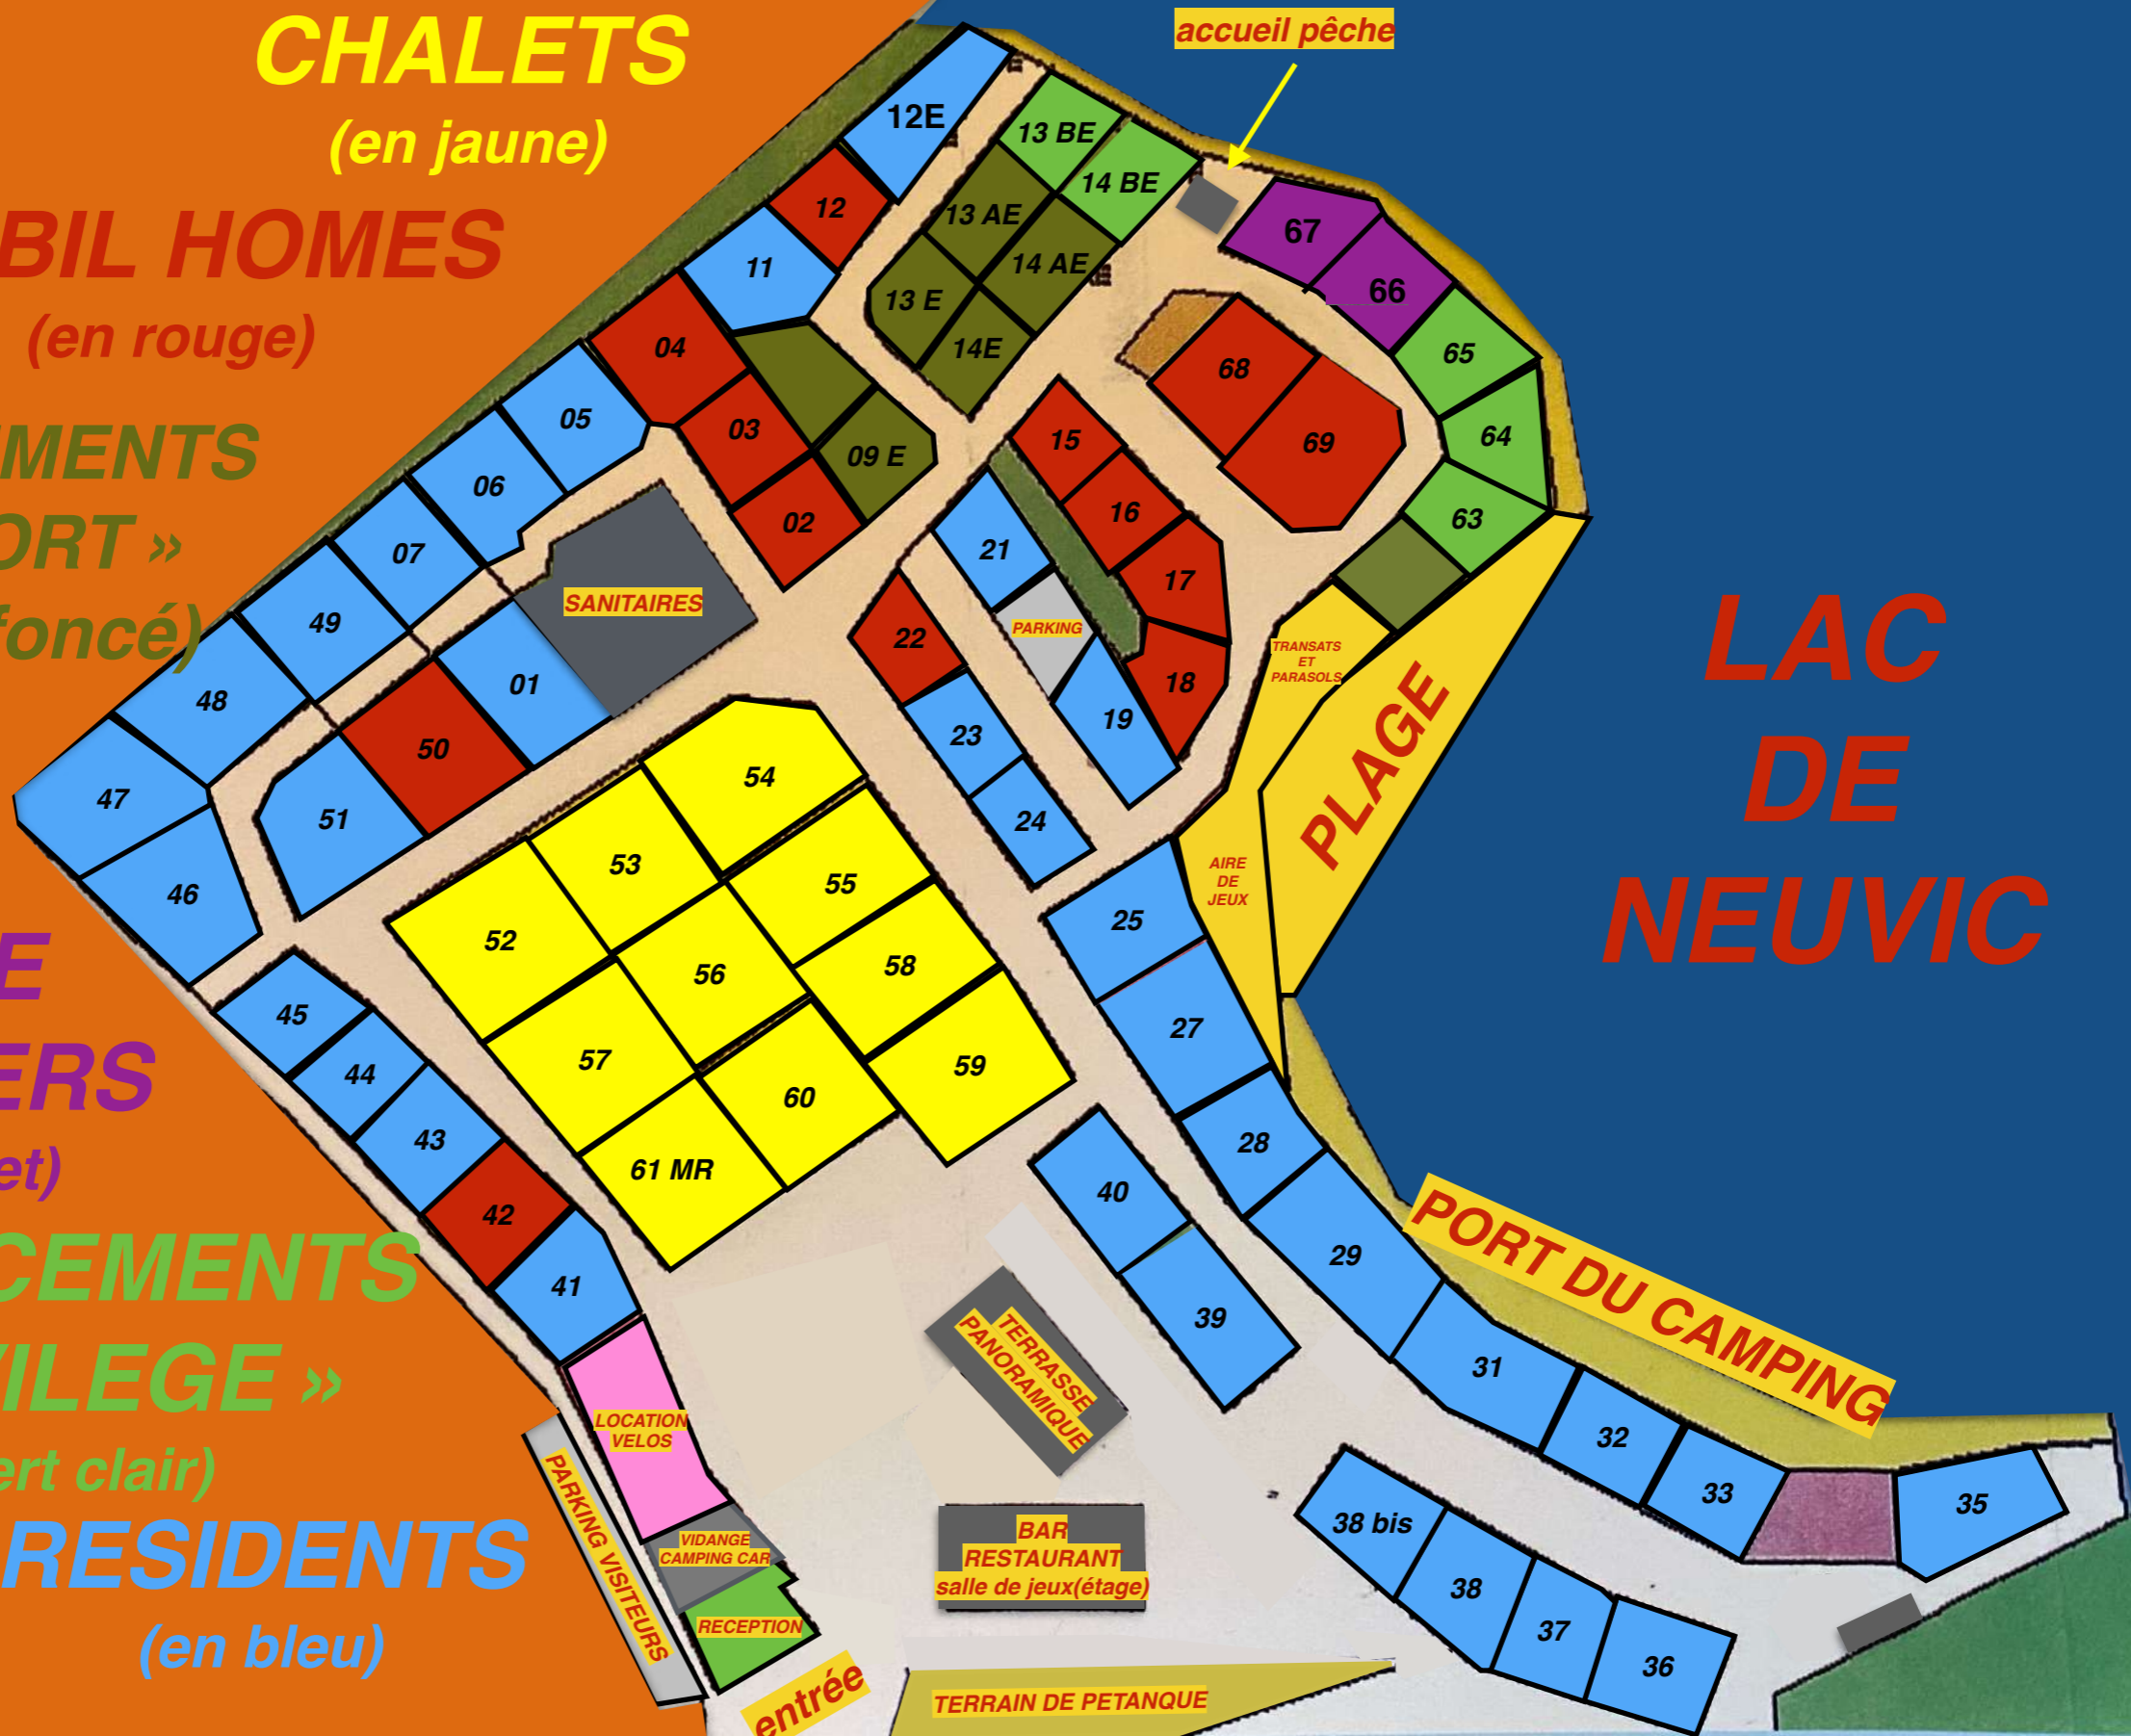 CHALETS
(en jaune)
BIL HOMES
(en rouge)
MENTS
ORT »
foncé)
E
ERS
et)
CEMENTS
ILEGE »
ert clair)
RESIDENTS
(en bleu)
accueil pêche
12E
12
11
04
03
02
05
06
07
49
48
47
46
51
50
01
SANITAIRES
13 BE
14 BE
13 AE
14 AE
13 E
14E
09 E
67
66
65
64
63
68
69
15
16
17
18
21
PARKING
19
22
23
24
TRANSATS
ET
PARASOLS
PLAGE
AIRE
DE
JEUX
LAC
DE
NEUVIC
54
53
52
55
56
57
58
59
60
61 MR
45
44
43
42
41
25
27
28
29
31
32
33
35
40
39
38 bis
38
37
36
PORT DU CAMPING
TERRASSE
PANORAMIQUE
BAR
RESTAURANT
salle de jeux(étage)
LOCATION
VELOS
VIDANGE
CAMPING CAR
RECEPTION
PARKING VISITEURS
entrée
TERRAIN DE PETANQUE